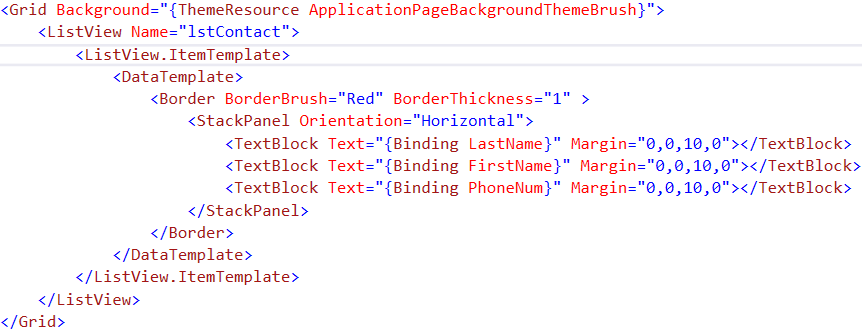 <Grid Background="{ThemeResource ApplicationPageBackgroundThemeBrush}">
    <ListView Name="lstContact">
        <ListView.ItemTemplate>
            <DataTemplate>
                <Border BorderBrush="Red" BorderThickness="1" >
                    <StackPanel Orientation="Horizontal">
                        <TextBlock Text="{Binding LastName}" Margin="0,0,10,0"></TextBlock>
                        <TextBlock Text="{Binding FirstName}" Margin="0,0,10,0"></TextBlock>
                        <TextBlock Text="{Binding PhoneNum}" Margin="0,0,10,0"></TextBlock>
                    </StackPanel>
                </Border>
            </DataTemplate>
        </ListView.ItemTemplate>
    </ListView>
</Grid>